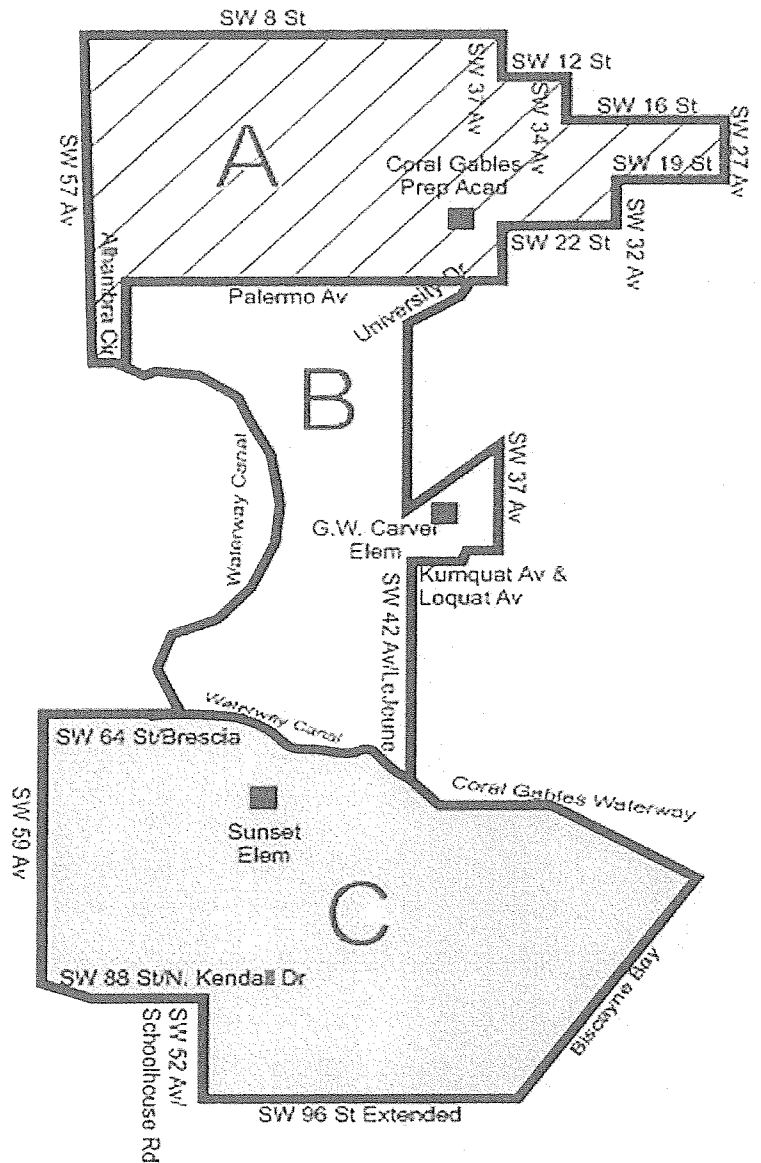 SW 8 St
SW 37 Av
SW 12 St
SW 34 Av
SW 16 St
SW 27 Av
SW 57 Av
A
Coral Gables
Prep Acad
SW 19 St
SW 22 St
SW 32 Av
Alhambra Cir
Palermo Av
University Dr
B
Waterway Canal
SW 37 Av
G.W. Carver
Elem
Kumquat Av &
Loquat Av
SW 42 Av/LeJeune
Waterway Canal
SW 64 St/Brescia
Coral Gables Waterway
SW 59 Av
Sunset
Elem
C
SW 88 St/N. Kendall Dr
Biscayne Bay
SW 52 Av/
Schoolhouse Rd
SW 96 St Extended